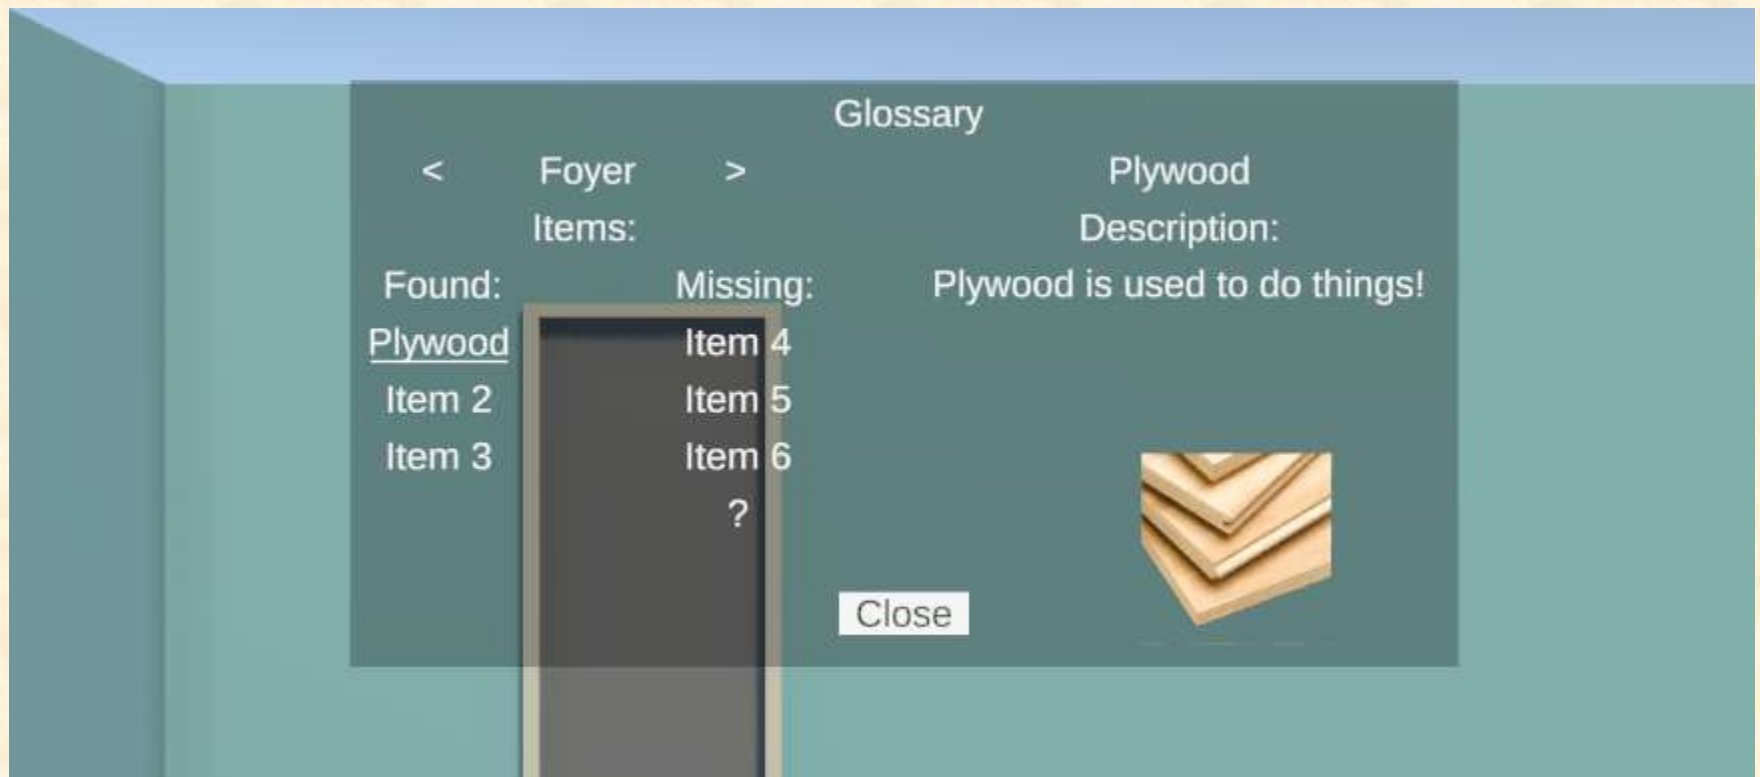 Glossary
< Foyer >
Plywood
Items:
Description:
Found:
Missing:
Plywood is used to do things!
Plywood
Item 4
Item 2
Item 5
Item 3
Item 6
?
Close